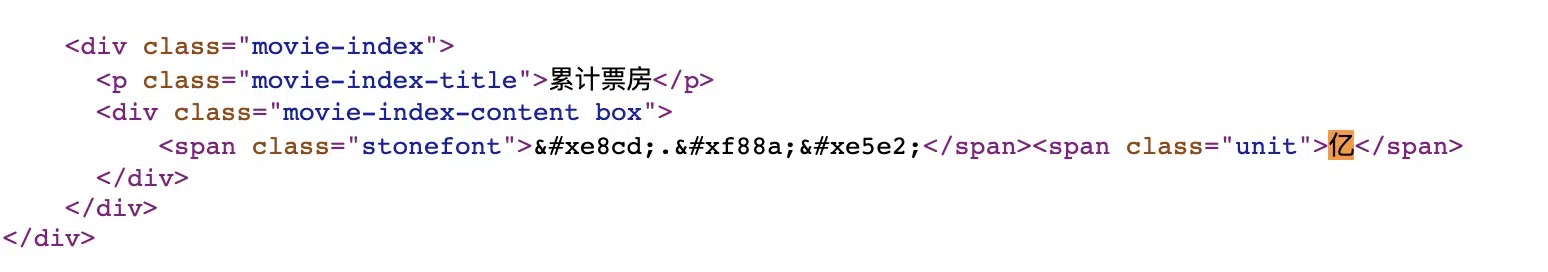 <div class="movie-index">
<p class="movie-index-title">累计票房</p>
<div class="movie-index-content box">
<span class="stonefont">&#xe8cd;.&#xf88a;&#xe5e2;</span><span class="unit">亿</span>
</div>
</div>
</div>